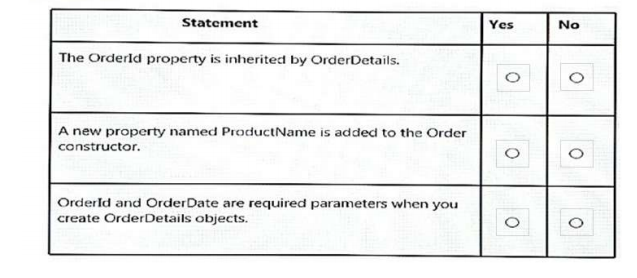 Statement Yes No
The OrderId property is inherited by OrderDetails.
A new property named ProductName is added to the Order
constructor.
OrderId and OrderDate are required parameters when you
create OrderDetails objects.